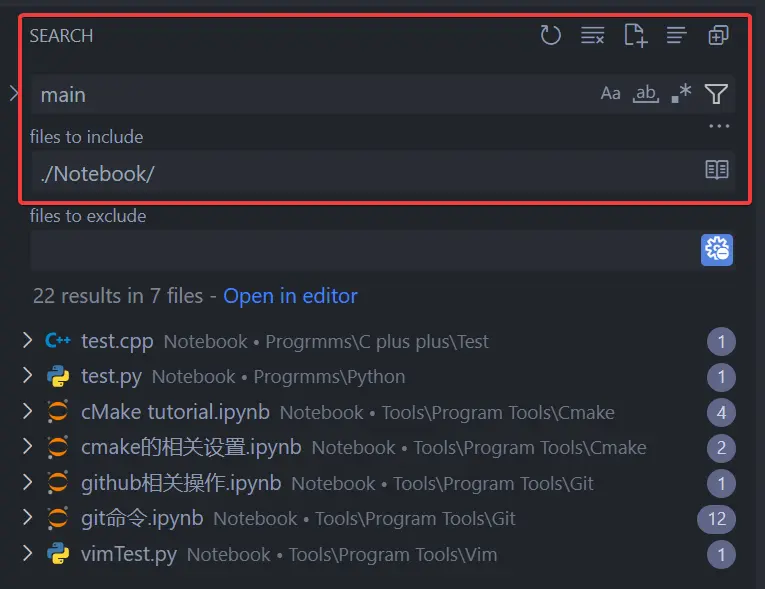 SEARCH
main
Aa ab .*
files to include
...
./Notebook/
files to exclude
22 results in 7 files - Open in editor
C++ test.cpp Notebook • Progrmms\C plus plus\Test 1
test.py Notebook • Progrmms\Python 1
cMake tutorial.ipynb Notebook • Tools\Program Tools\Cmake 4
cmake的相关设置.ipynb Notebook • Tools\Program Tools\Cmake 2
github相关操作.ipynb Notebook • Tools\Program Tools\Git 1
git命令.ipynb Notebook • Tools\Program Tools\Git 12
vimTest.py Notebook • Tools\Program Tools\Vim 1